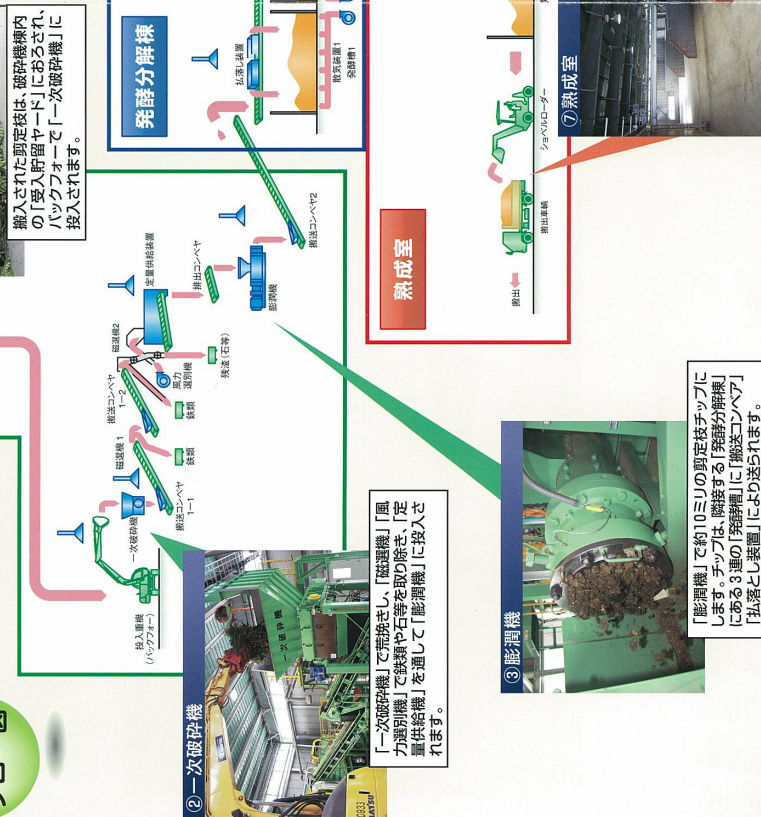 搬入された剪定枝は、破砕機棟内
の「受入貯留ヤード」におろされ、
バックフォーで「一次破砕機」に
投入されます。
発酵分解棟
払落し装置
散気装置1
発酵槽1
投入重機
(バックフォー)
一次破砕機
搬送コンベヤ
1－1
磁選機 1
鉄類
搬送コンベヤ
1－2
鉄類
風力
選別機
磁選機2
残渣(石等)
定量供給装置
排出コンベヤ
膨潤機
搬送コンベヤ2
②一次破砕機
一次破砕機
0933
「一次破砕機」で荒挽きし、「磁選機」「風
力選別機」で鉄類や石等を取り除き、「定
量供給機」を通して「膨潤機」に投入さ
れます。
③膨潤機
「膨潤機」で約10ミリの剪定枝チップに
します。チップは、隣接する「発酵分解棟」
にある3連の「発酵槽」に「搬送コンベア」
「払落とし装置」により送られます。
熟成室
ショベルローダー
搬出車輌
搬出
⑦熟成室